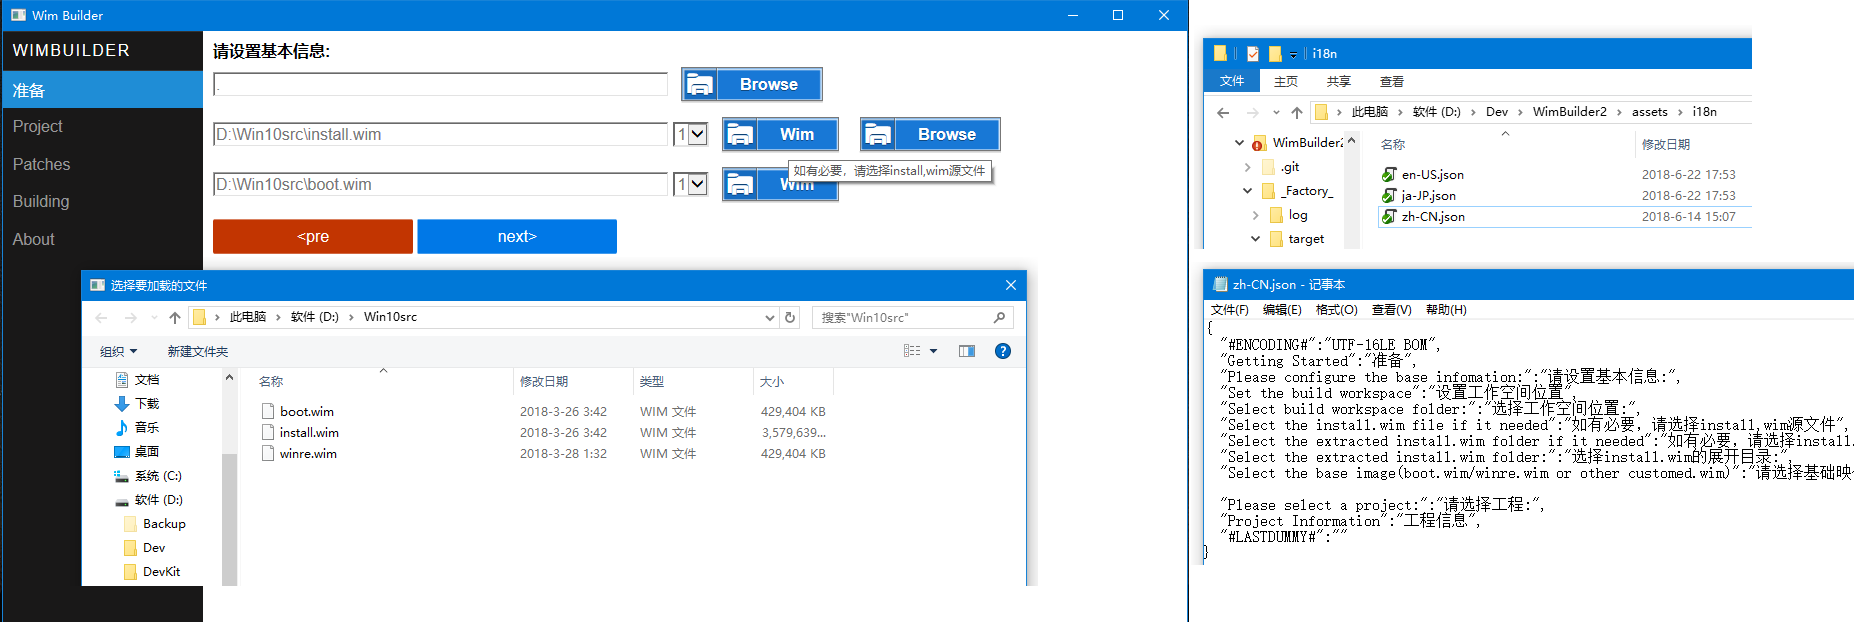 Wim Builder
WIMBUILDER
准备
Project
Patches
Building
About
请设置基本信息:
.
Browse
D:\Win10src\install.wim
1
Wim
Browse
如有必要，请选择install,wim源文件
D:\Win10src\boot.wim
1
Wim
<pre
next>
选择要加载的文件
此电脑 › 软件 (D:) › Win10src
搜索"Win10src"
组织
新建文件夹
文档
下载
音乐
桌面
系统 (C:)
软件 (D:)
Backup
Dev
DevKit
名称 修改日期 类型 大小
boot.wim 2018-3-26 3:42 WIM 文件 429,404 KB
install.wim 2018-3-26 3:42 WIM 文件 3,579,639...
winre.wim 2018-3-28 1:32 WIM 文件 429,404 KB
i18n
文件 主页 共享 查看
此电脑 › 软件 (D:) › Dev › WimBuilder2 › assets › i18n
WimBuilder2
.git
_Factory_
log
target
名称 修改日期
en-US.json 2018-6-22 17:53
ja-JP.json 2018-6-22 17:53
zh-CN.json 2018-6-14 15:07
zh-CN.json - 记事本
文件(F) 编辑(E) 格式(O) 查看(V) 帮助(H)
{
"#ENCODING#":"UTF-16LE BOM",
"Getting Started":"准备",
"Please configure the base infomation:":"请设置基本信息:",
"Set the build workspace":"设置工作空间位置",
"Select build workspace folder:":"选择工作空间位置:",
"Select the install.wim file if it needed":"如有必要，请选择install,wim源文件",
"Select the extracted install.wim folder if it needed":"如有必要，请选择install.
"Select the extracted install.wim folder:":"选择install.wim的展开目录:",
"Select the base image(boot.wim/winre.wim or other customed.wim)":"请选择基础映
"Please select a project:":"请选择工程:",
"Project Information":"工程信息",
"#LASTDUMMY#":""
}